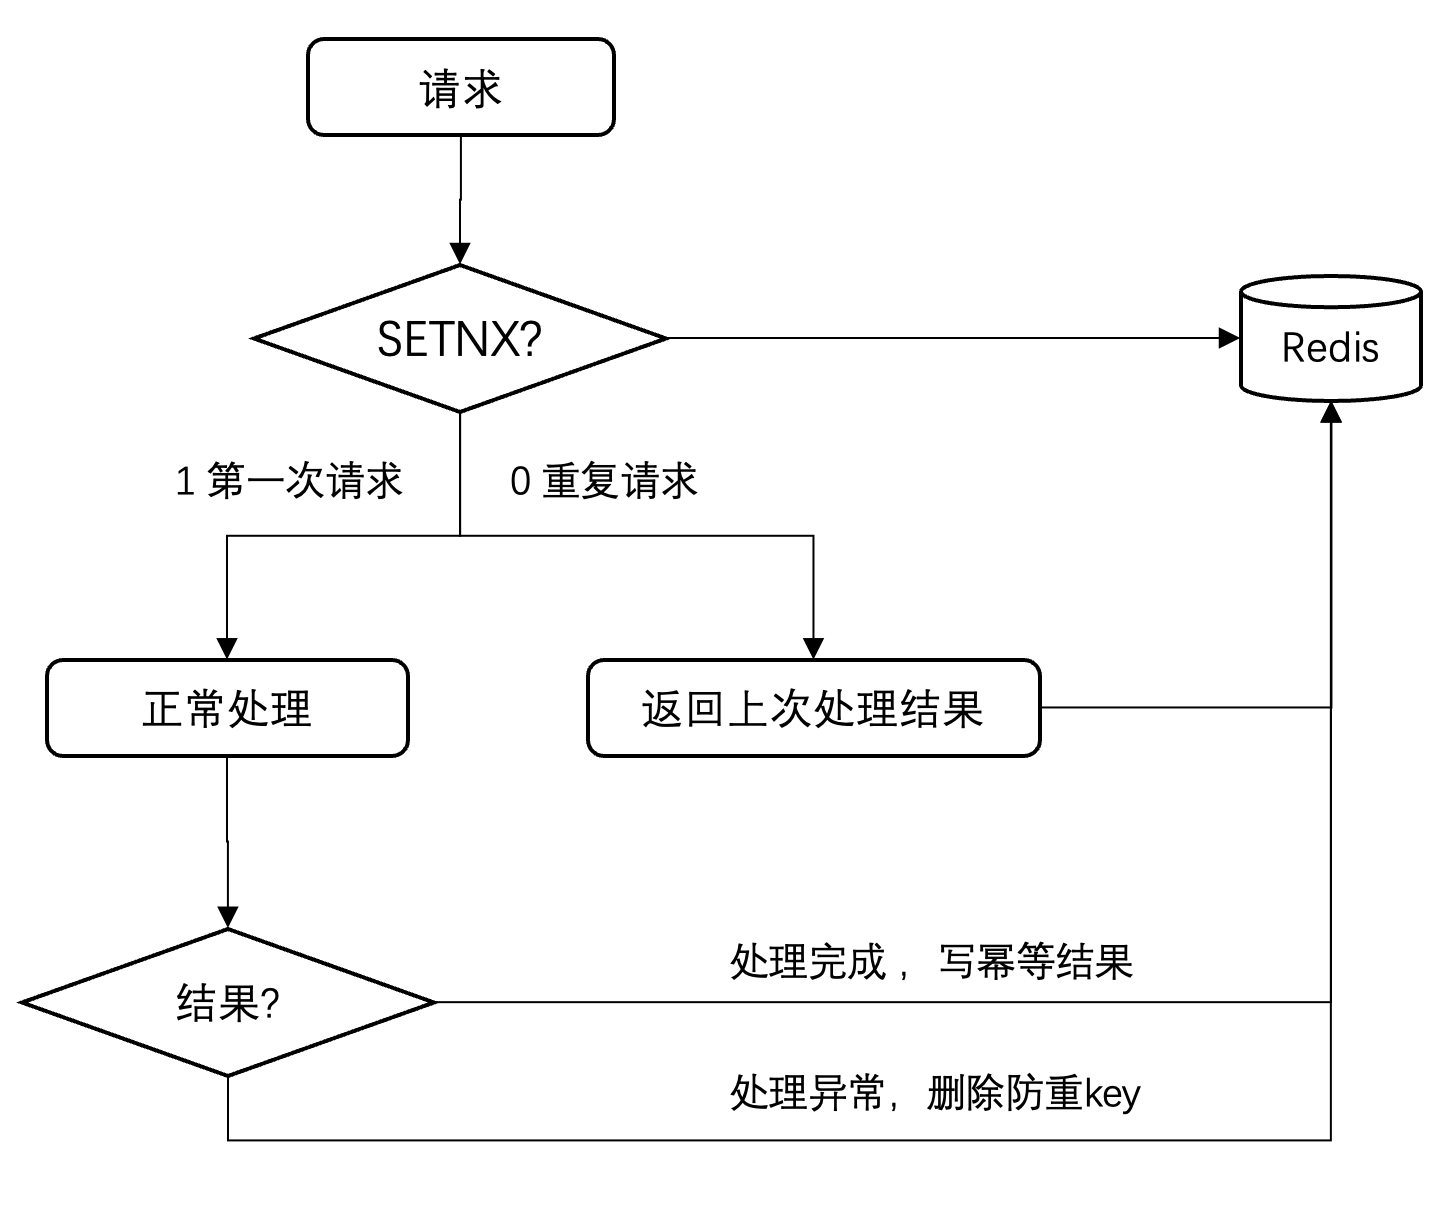 请求
SETNX?
Redis
1 第一次请求
0 重复请求
正常处理
返回上次处理结果
处理完成， 写幂等结果
结果?
处理异常，删除防重key